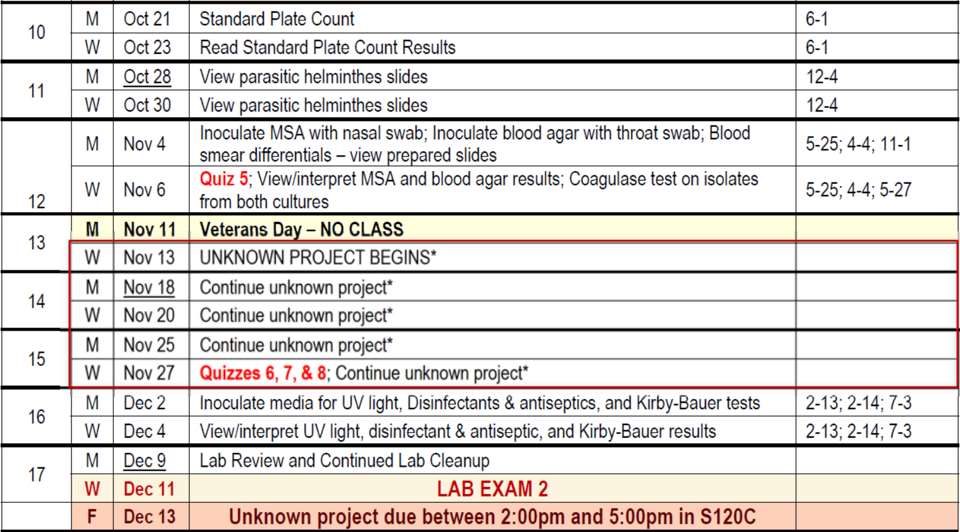 10 M Oct 21 Standard Plate Count 6-1
W Oct 23 Read Standard Plate Count Results 6-1
11 M Oct 28 View parasitic helminthes slides 12-4
W Oct 30 View parasitic helminthes slides 12-4
M Nov 4 Inoculate MSA with nasal swab; Inoculate blood agar with throat swab; Blood
smear differentials – view prepared slides 5-25; 4-4; 11-1
12 W Nov 6 Quiz 5; View/interpret MSA and blood agar results; Coagulase test on isolates
from both cultures 5-25; 4-4; 5-27
13 M Nov 11 Veterans Day – NO CLASS
W Nov 13 UNKNOWN PROJECT BEGINS*
14 M Nov 18 Continue unknown project*
W Nov 20 Continue unknown project*
15 M Nov 25 Continue unknown project*
W Nov 27 Quizzes 6, 7, & 8; Continue unknown project*
16 M Dec 2 Inoculate media for UV light, Disinfectants & antiseptics, and Kirby-Bauer tests 2-13; 2-14; 7-3
W Dec 4 View/interpret UV light, disinfectant & antiseptic, and Kirby-Bauer results 2-13; 2-14; 7-3
17 M Dec 9 Lab Review and Continued Lab Cleanup
W Dec 11 LAB EXAM 2
F Dec 13 Unknown project due between 2:00pm and 5:00pm in S120C